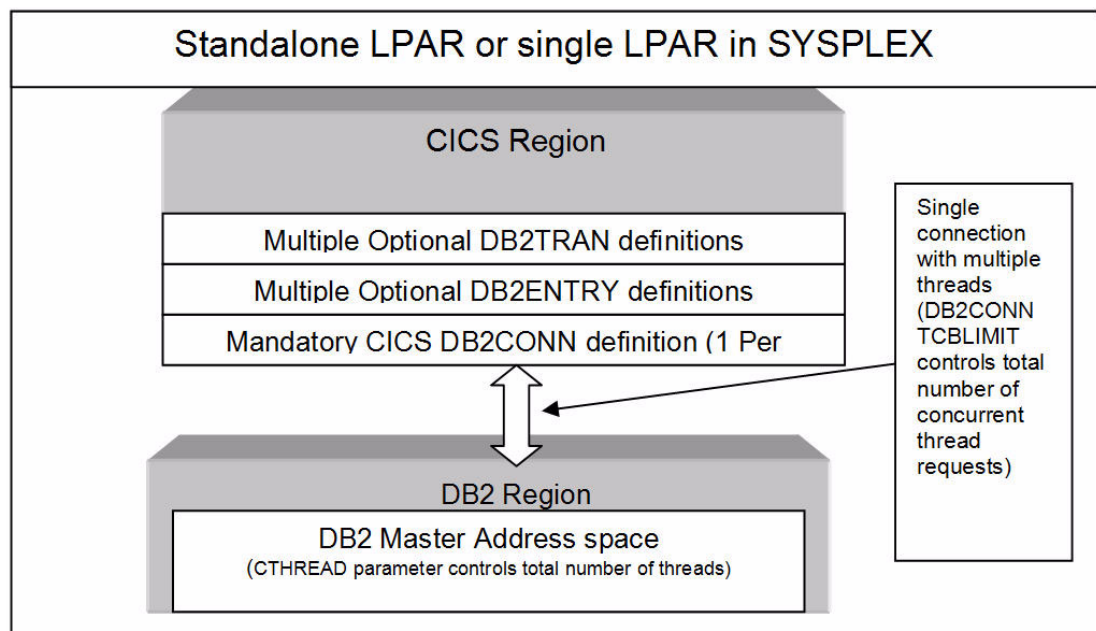 Standalone LPAR or single LPAR in SYSPLEX
CICS Region
Multiple Optional DB2TRAN definitions
Multiple Optional DB2ENTRY definitions
Mandatory CICS DB2CONN definition (1 Per
Single
connection
with multiple
threads
(DB2CONN
TCBLIMIT
controls total
number of
concurrent
thread
requests)
DB2 Region
DB2 Master Address space
(CTHREAD parameter controls total number of threads)